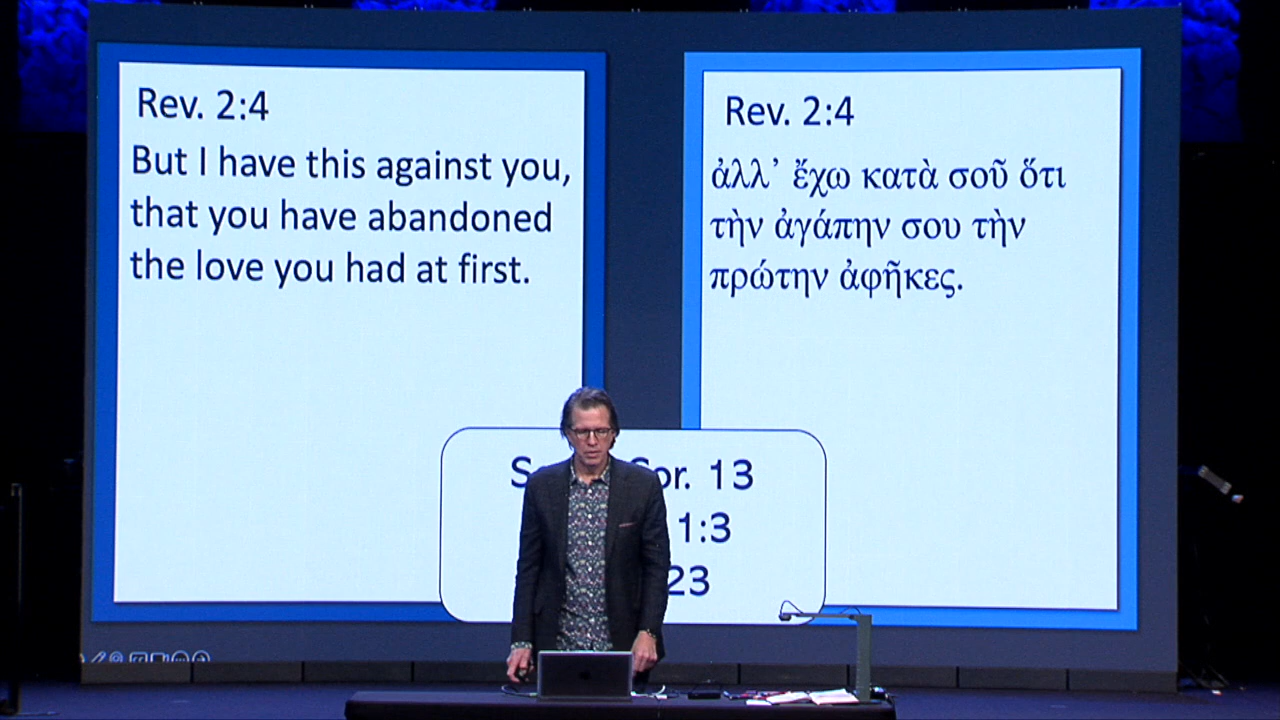 Rev. 2:4
But I have this against you,
that you have abandoned
the love you had at first.
Rev. 2:4
ἀλλ᾽ ἔχω κατὰ σοῦ ὅτι
τὴν ἀγάπην σου τὴν
πρώτην ἀφῆκες.
13
1:3
23